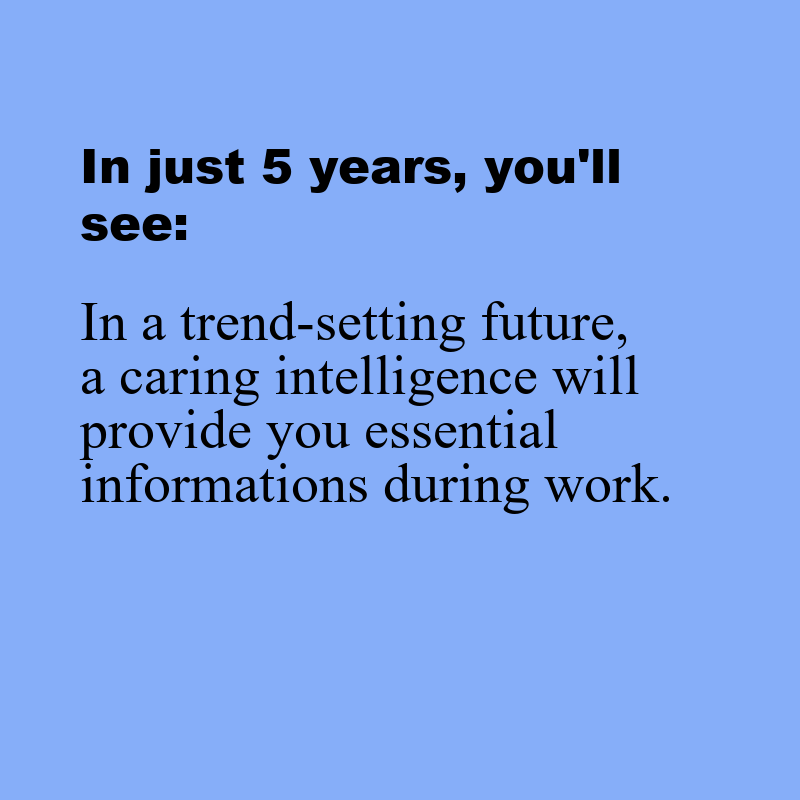 In just 5 years, you'll
see:
In a trend-setting future,
a caring intelligence will
provide you essential
informations during work.